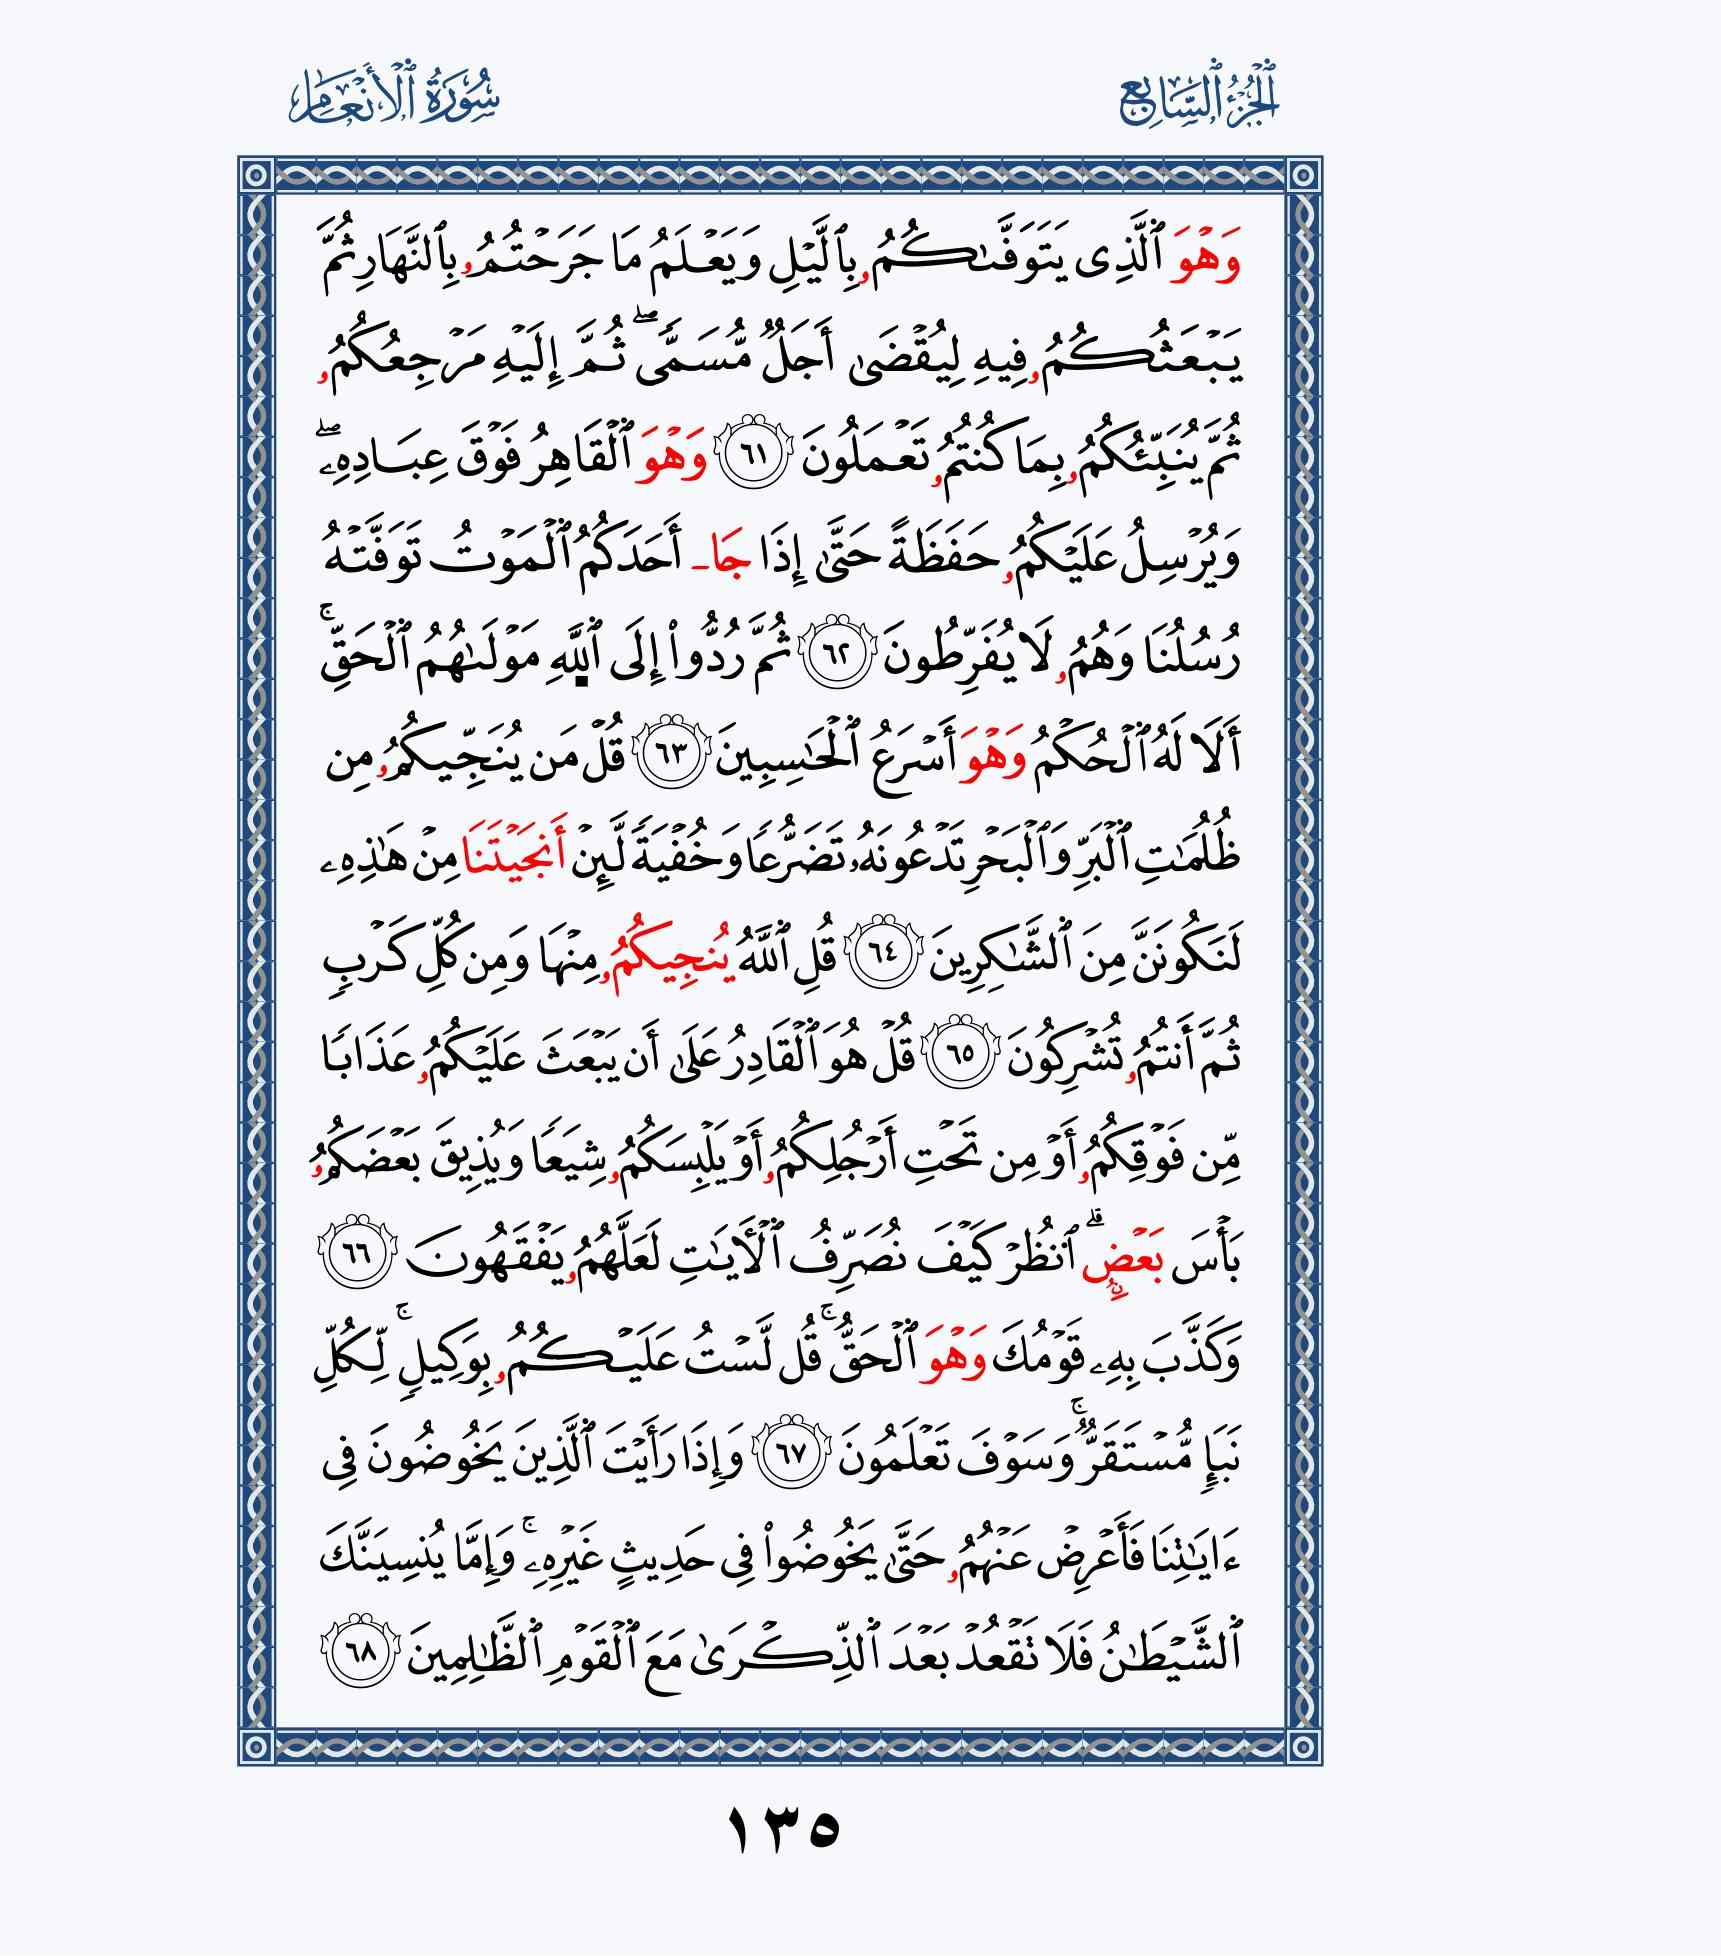 ٱلْجُزْءُ ٱلسَّابِعُ
سُورَةُ ٱلْأَنْعَامِ
وَهْوَ ٱلَّذِى يَتَوَفَّىٰكُمُۥ بِٱلَّيْلِ وَيَعْلَمُ مَا جَرَحْتُمُۥ بِٱلنَّهَارِ ثُمَّ
يَبْعَثُكُمُۥ فِيهِ لِيُقْضَىٰ أَجَلٌ مُّسَمًّى ۖ ثُمَّ إِلَيْهِ مَرْجِعُكُمُۥ
ثُمَّ يُنَبِّئُكُمُۥ بِمَا كُنتُمُۥ تَعْمَلُونَ ٦١ وَهْوَ ٱلْقَاهِرُ فَوْقَ عِبَادِهِۦ ۖ
وَيُرْسِلُ عَلَيْكُمُۥ حَفَظَةً حَتَّىٰ إِذَا جَا ـ أَحَدَكُمُ ٱلْمَوْتُ تَوَفَّتْهُ
رُسُلُنَا وَهُمُۥ لَا يُفَرِّطُونَ ٦٢ ثُمَّ رُدُّوا۟ إِلَى ٱللَّهِ مَوْلَىٰهُمُ ٱلْحَقِّ ۚ
أَلَا لَهُ ٱلْحُكْمُ وَهْوَ أَسْرَعُ ٱلْحَٰسِبِينَ ٦٣ قُلْ مَن يُنَجِّيكُمُۥ مِن
ظُلُمَٰتِ ٱلْبَرِّ وَٱلْبَحْرِ تَدْعُونَهُۥ تَضَرُّعًا وَخُفْيَةً لَّئِنْ أَنجَيْتَنَا مِنْ هَٰذِهِۦ
لَنَكُونَنَّ مِنَ ٱلشَّٰكِرِينَ ٦٤ قُلِ ٱللَّهُ يُنجِيكُمُۥ مِنْهَا وَمِن كُلِّ كَرْبٍ
ثُمَّ أَنتُمُۥ تُشْرِكُونَ ٦٥ قُلْ هُوَ ٱلْقَادِرُ عَلَىٰ أَن يَبْعَثَ عَلَيْكُمُۥ عَذَابًا
مِّن فَوْقِكُمُۥ أَوْ مِن تَحْتِ أَرْجُلِكُمُۥ أَوْ يَلْبِسَكُمُۥ شِيَعًا وَيُذِيقَ بَعْضَكُمُۥ
بَأْسَ بَعْضٍ ۗ ٱنظُرْ كَيْفَ نُصَرِّفُ ٱلْأَيَٰتِ لَعَلَّهُمُۥ يَفْقَهُونَ ٦٦
وَكَذَّبَ بِهِۦ قَوْمُكَ وَهْوَ ٱلْحَقُّ ۚ قُل لَّسْتُ عَلَيْكُمُۥ بِوَكِيلٍ ۚ لِّكُلِّ
نَبَإٍ مُّسْتَقَرٌّ ۚ وَسَوْفَ تَعْلَمُونَ ٦٧ وَإِذَا رَأَيْتَ ٱلَّذِينَ يَخُوضُونَ فِى
ءَايَٰتِنَا فَأَعْرِضْ عَنْهُمُۥ حَتَّىٰ يَخُوضُوا۟ فِى حَدِيثٍ غَيْرِهِۦ ۚ وَإِمَّا يُنسِيَنَّكَ
ٱلشَّيْطَٰنُ فَلَا تَقْعُدْ بَعْدَ ٱلذِّكْرَىٰ مَعَ ٱلْقَوْمِ ٱلظَّٰلِمِينَ ٦٨
١٣٥